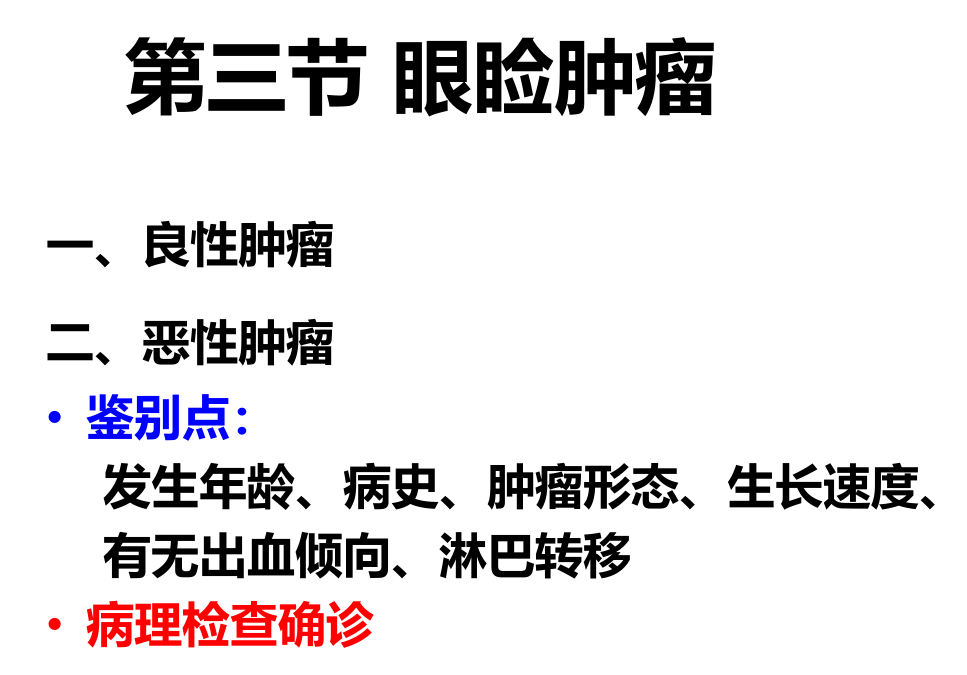 第三节 眼睑肿瘤
一、良性肿瘤
二、恶性肿瘤
• 鉴别点：
发生年龄、病史、肿瘤形态、生长速度、
有无出血倾向、淋巴转移
• 病理检查确诊